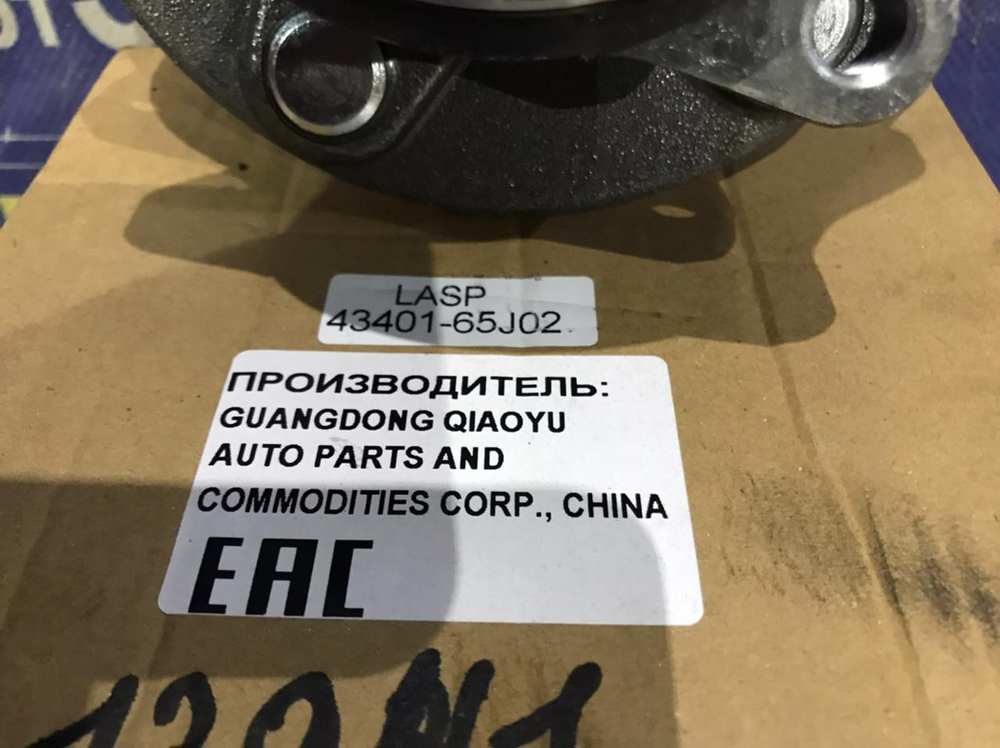 LASP
43401-65J02
ПРОИЗВОДИТЕЛЬ:
GUANGDONG QIAOYU
AUTO PARTS AND
COMMODITIES CORP., CHINA
EAC